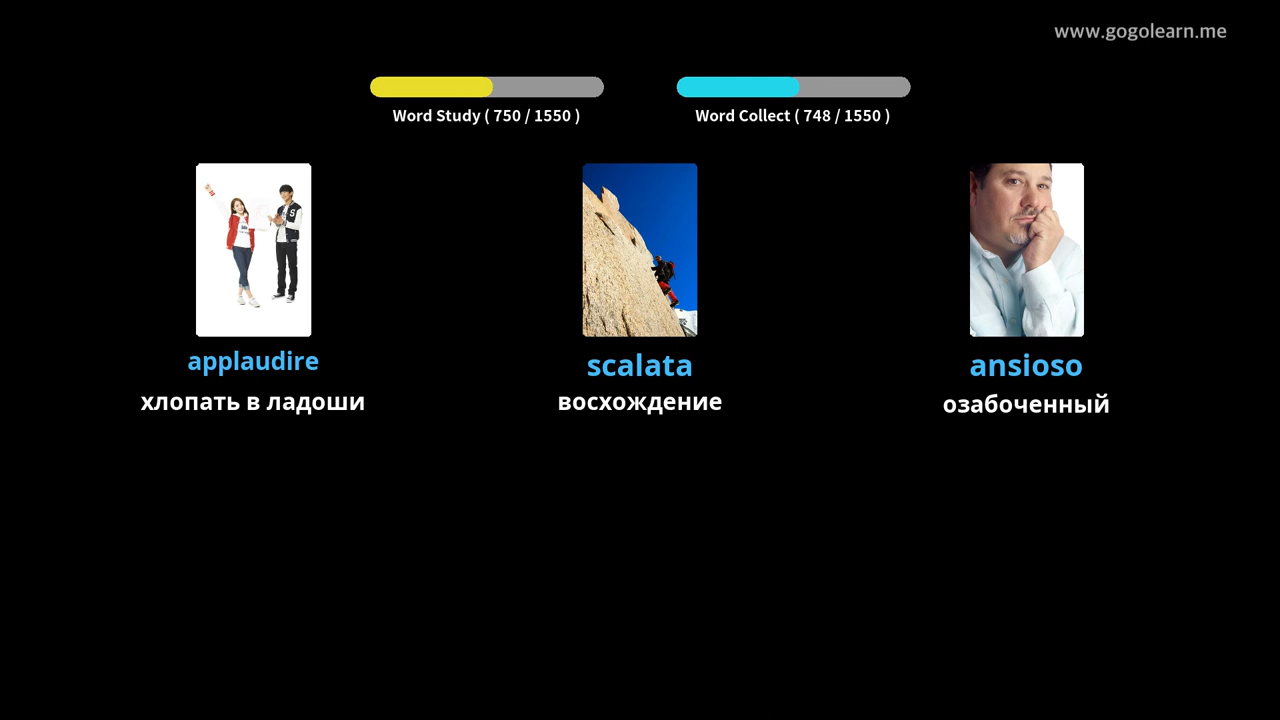 www.gogolearn.me
Word Study ( 750 / 1550 )
Word Collect ( 748 / 1550 )
applaudire
scalata
ansioso
хлопать в ладоши
восхождение
озабоченный